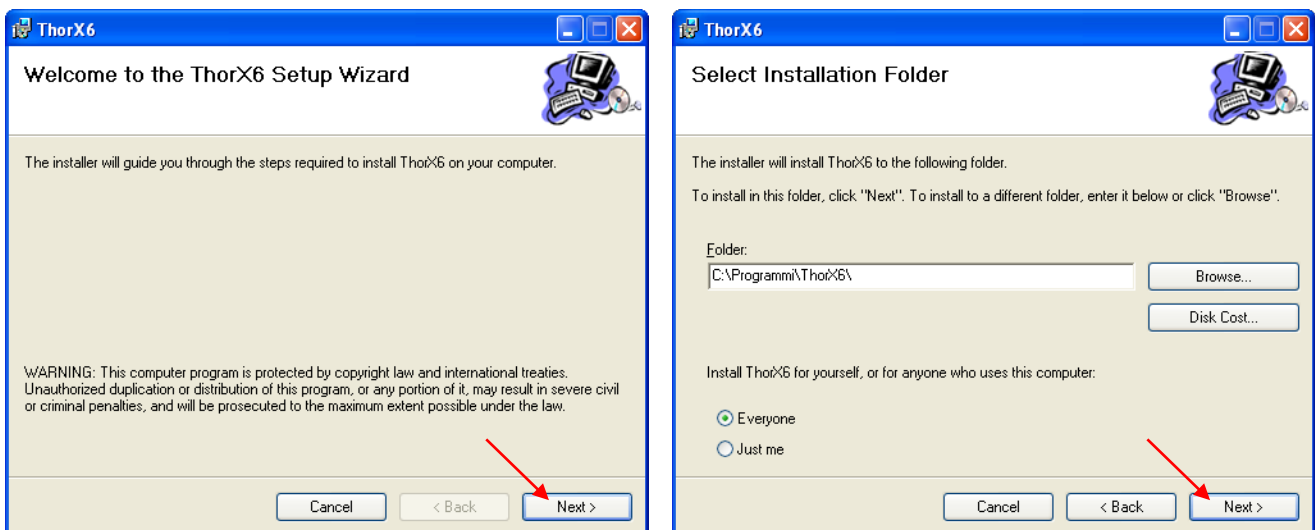 ThorX6
Welcome to the ThorX6 Setup Wizard
The installer will guide you through the steps required to install ThorX6 on your computer.
WARNING: This computer program is protected by copyright law and international treaties.
Unauthorized duplication or distribution of this program, or any portion of it, may result in severe civil
or criminal penalties, and will be prosecuted to the maximum extent possible under the law.
Cancel
< Back
Next >
ThorX6
Select Installation Folder
The installer will install ThorX6 to the following folder.
To install in this folder, click "Next". To install to a different folder, enter it below or click "Browse".
Folder:
C:\Programmi\ThorX6\
Browse...
Disk Cost...
Install ThorX6 for yourself, or for anyone who uses this computer:
Everyone
Just me
Cancel
< Back
Next >